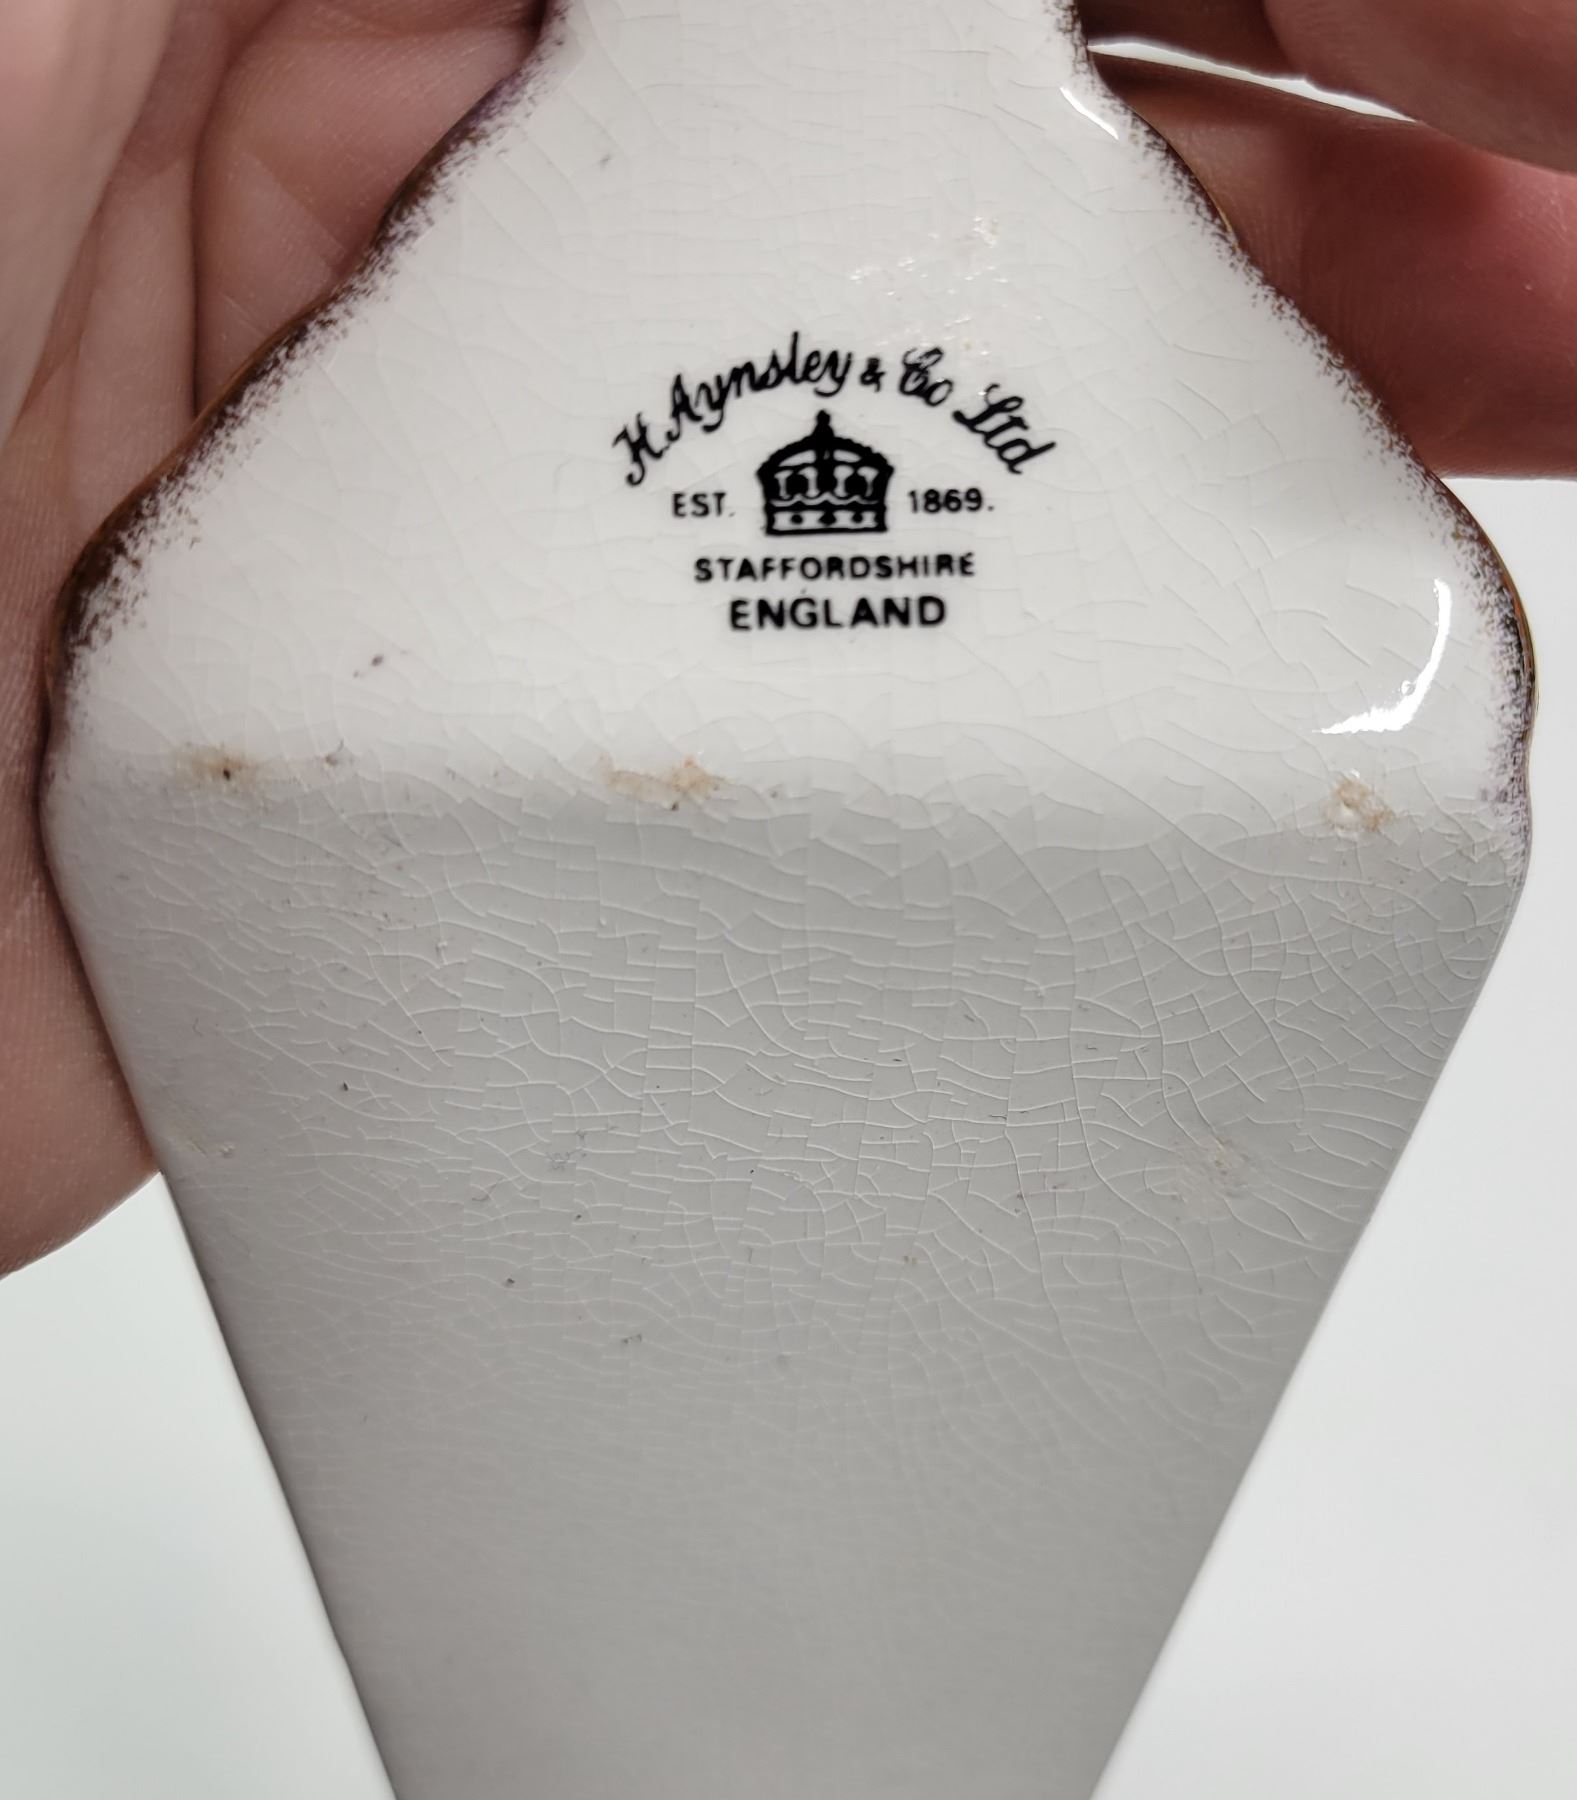 H. Aynsley & Co Ltd
EST. 1869.
STAFFORDSHIRE
ENGLAND